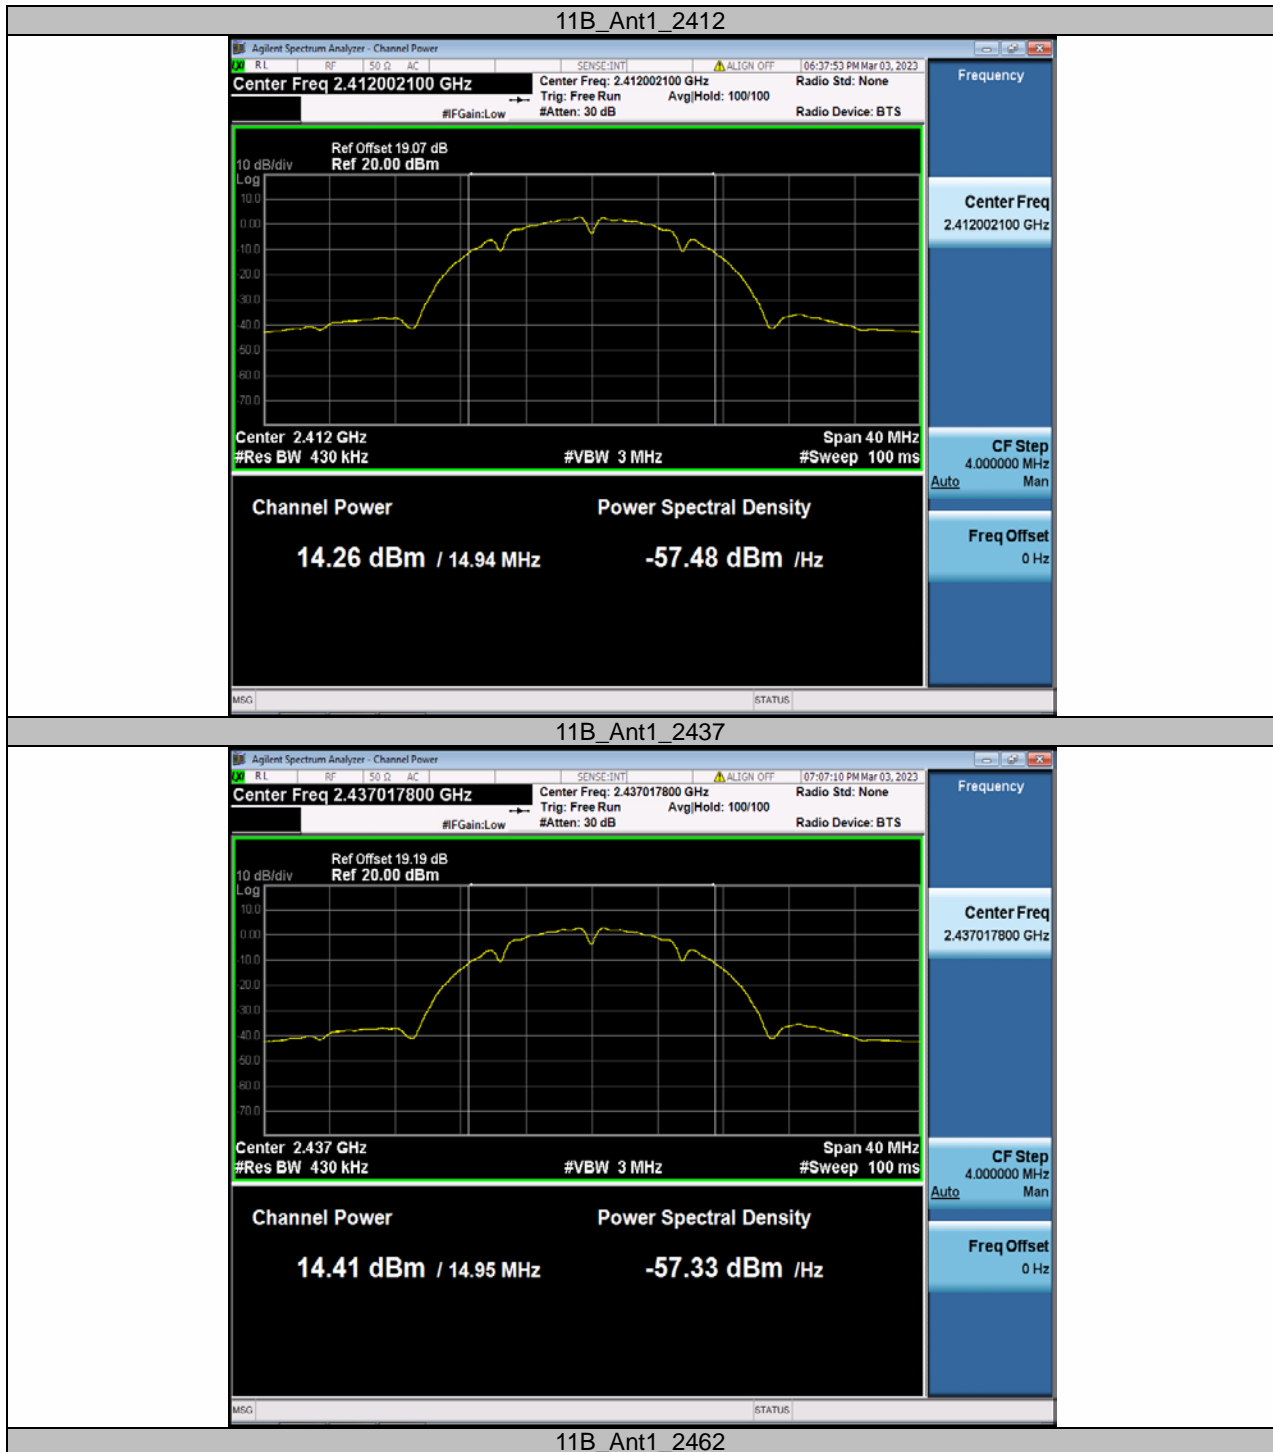 11B_Ant1_2412
Agilent Spectrum Analyzer - Channel Power
RL RF 50 Ω AC SENSE:INT ALIGN OFF 06:37:53 PM Mar 03, 2023
Center Freq 2.412002100 GHz
Center Freq: 2.412002100 GHz Radio Std: None
Trig: Free Run Avg|Hold: 100/100
#IFGain:Low #Atten: 30 dB Radio Device: BTS
Frequency
Ref Offset 19.07 dB
10 dB/div Ref 20.00 dBm
Log
10.0
0.00
-10.0
-20.0
-30.0
-40.0
-50.0
-60.0
-70.0
Center 2.412 GHz Span 40 MHz
#Res BW 430 kHz #VBW 3 MHz #Sweep 100 ms
Center Freq
2.412002100 GHz
CF Step
4.000000 MHz
Auto Man
Freq Offset
0 Hz
Channel Power Power Spectral Density
14.26 dBm / 14.94 MHz -57.48 dBm /Hz
MSG STATUS
11B_Ant1_2437
Agilent Spectrum Analyzer - Channel Power
RL RF 50 Ω AC SENSE:INT ALIGN OFF 07:07:10 PM Mar 03, 2023
Center Freq 2.437017800 GHz
Center Freq: 2.437017800 GHz Radio Std: None
Trig: Free Run Avg|Hold: 100/100
#IFGain:Low #Atten: 30 dB Radio Device: BTS
Frequency
Ref Offset 19.19 dB
10 dB/div Ref 20.00 dBm
Log
10.0
0.00
-10.0
-20.0
-30.0
-40.0
-50.0
-60.0
-70.0
Center 2.437 GHz Span 40 MHz
#Res BW 430 kHz #VBW 3 MHz #Sweep 100 ms
Center Freq
2.437017800 GHz
CF Step
4.000000 MHz
Auto Man
Freq Offset
0 Hz
Channel Power Power Spectral Density
14.41 dBm / 14.95 MHz -57.33 dBm /Hz
MSG STATUS
11B_Ant1_2462